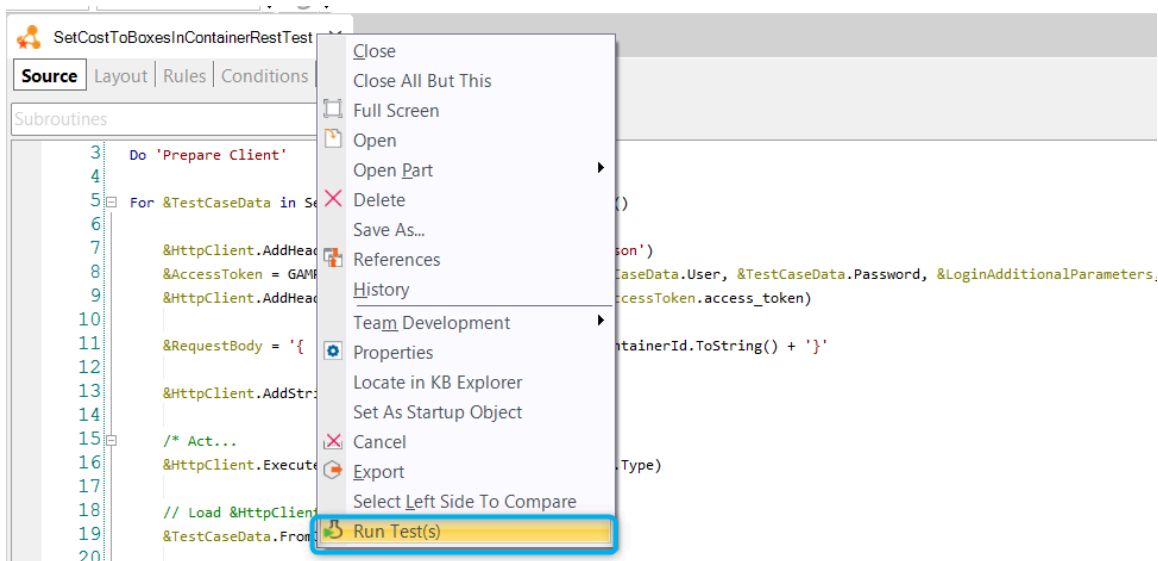 SetCostToBoxesInContainerRestTest
Source Layout Rules Conditions
Subroutines
3 Do 'Prepare Client'
4
5 For &TestCaseData in Se ()
6
7 &HttpClient.AddHead son')
8 &AccessToken = GAMR CaseData.User, &TestCaseData.Password, &LoginAdditionalParameters,
9 &HttpClient.AddHead ccessToken.access_token)
10
11 &RequestBody = '{ ntainerId.ToString() + '}'
12
13 &HttpClient.AddStri
14
15 /* Act...
16 &HttpClient.Execute .Type)
17
18 // Load &HttpClient
19 &TestCaseData.From
20
Close
Close All But This
Full Screen
Open
Open Part
Delete
Save As...
References
History
Team Development
Properties
Locate in KB Explorer
Set As Startup Object
Cancel
Export
Select Left Side To Compare
Run Test(s)